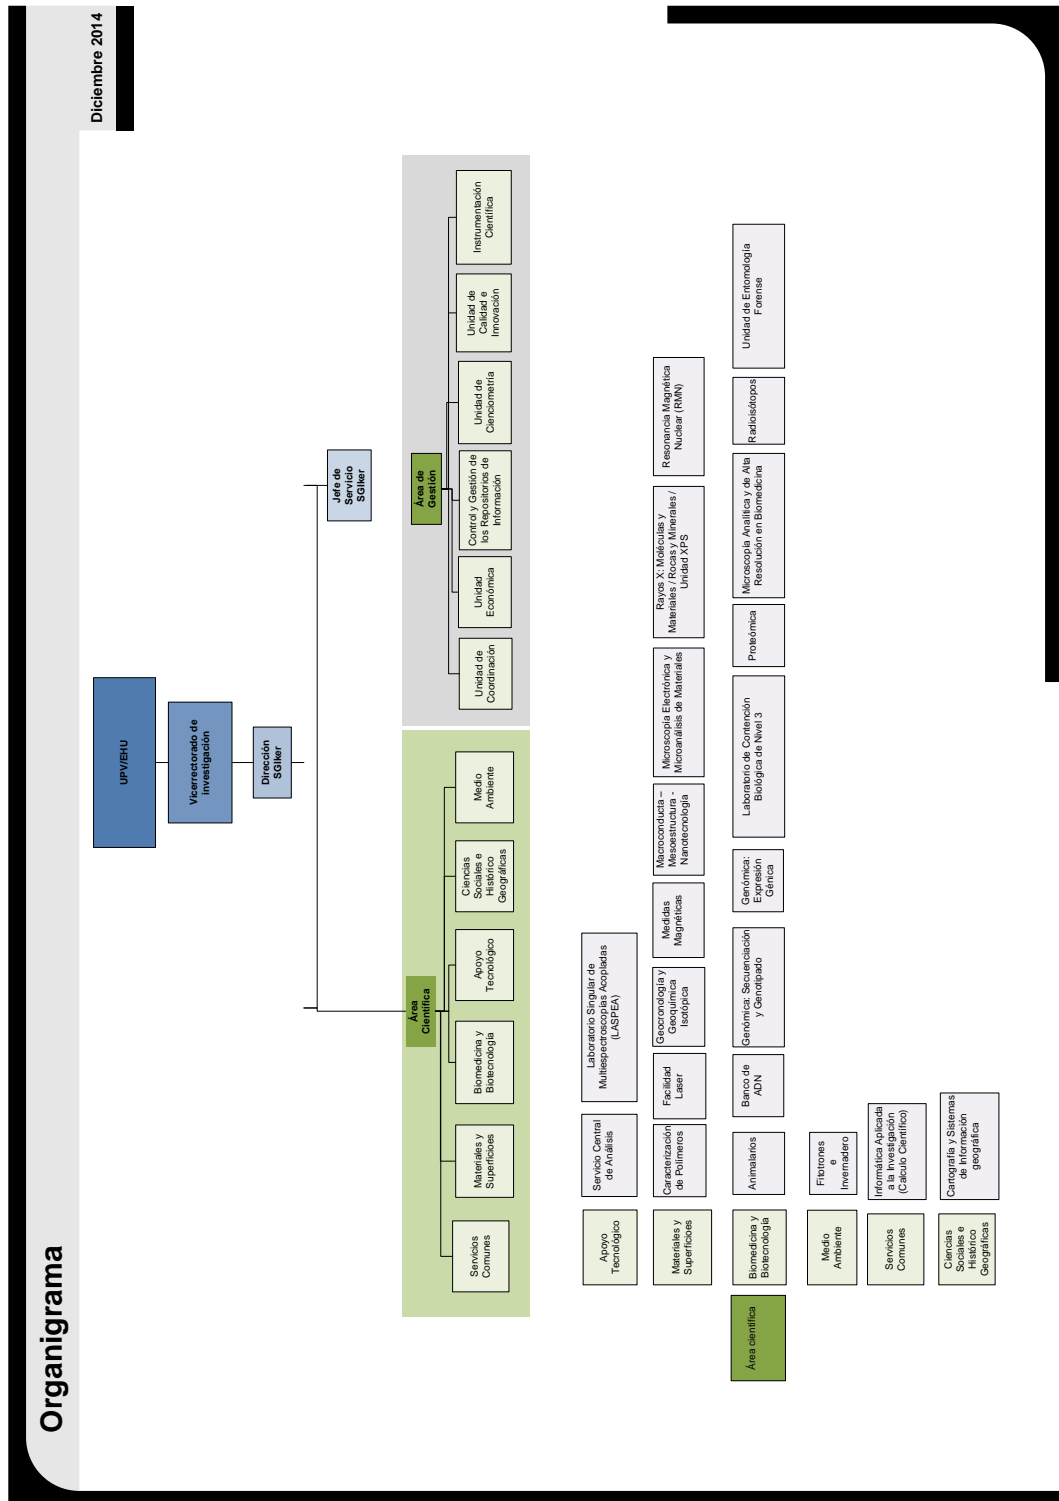 Organigrama
Diciembre 2014
UPV/EHU
Vicerrectorado de
investigación
Dirección
SGIker
Jefe de
Servicio
SGIker
Área
Científica
Servicios
Comunes
Materiales y
Superficioes
Biomedicina y
Biotecnología
Apoyo
Tecnológico
Ciencias
Sociales e
Histórico
Geográficas
Medio
Ambiente
Área de
Gestión
Unidad de
Coordinación
Unidad
Económica
Control y Gestión de
los Repositorios de
Información
Unidad de
Cienciometría
Unidad de
Calidad e
Innovación
Instrumentación
Científica
Apoyo
Tecnológico
Servicio Central
de Análisis
Laboratorio Singular de
Multiespectroscopías Acopladas
(LASPEA)
Materiales y
Superficioes
Caracterización
de Polímeros
Facilidad
Laser
Geocronología y
Geoquímica
Isotópica
Medidas
Magnéticas
Macroconducta –
Mesoestructura -
Nanotecnología
Microscopía Electrónica y
Microanálisis de Materiales
Rayos X: Moléculas y
Materiales / Rocas y Minerales /
Unidad XPS
Resonancia Magnética
Nuclear (RMN)
Área científica
Biomedicina y
Biotecnología
Animalarios
Banco de
ADN
Genómica: Secuenciación
y Genotipado
Genómica:
Expresión
Génica
Laboratorio de Contención
Biológica de Nivel 3
Proteómica
Microscopía Analítica y de Alta
Resolución en Biomedicina
Radioisótopos
Unidad de Entomología
Forense
Medio
Ambiente
Fitotrones
e
Invernadero
Servicios
Comunes
Informática Aplicada
a la Investigación
(Calculo Científico)
Ciencias
Sociales e
Histórico
Geográficas
Cartografía y Sistemas
de Información
geográfica